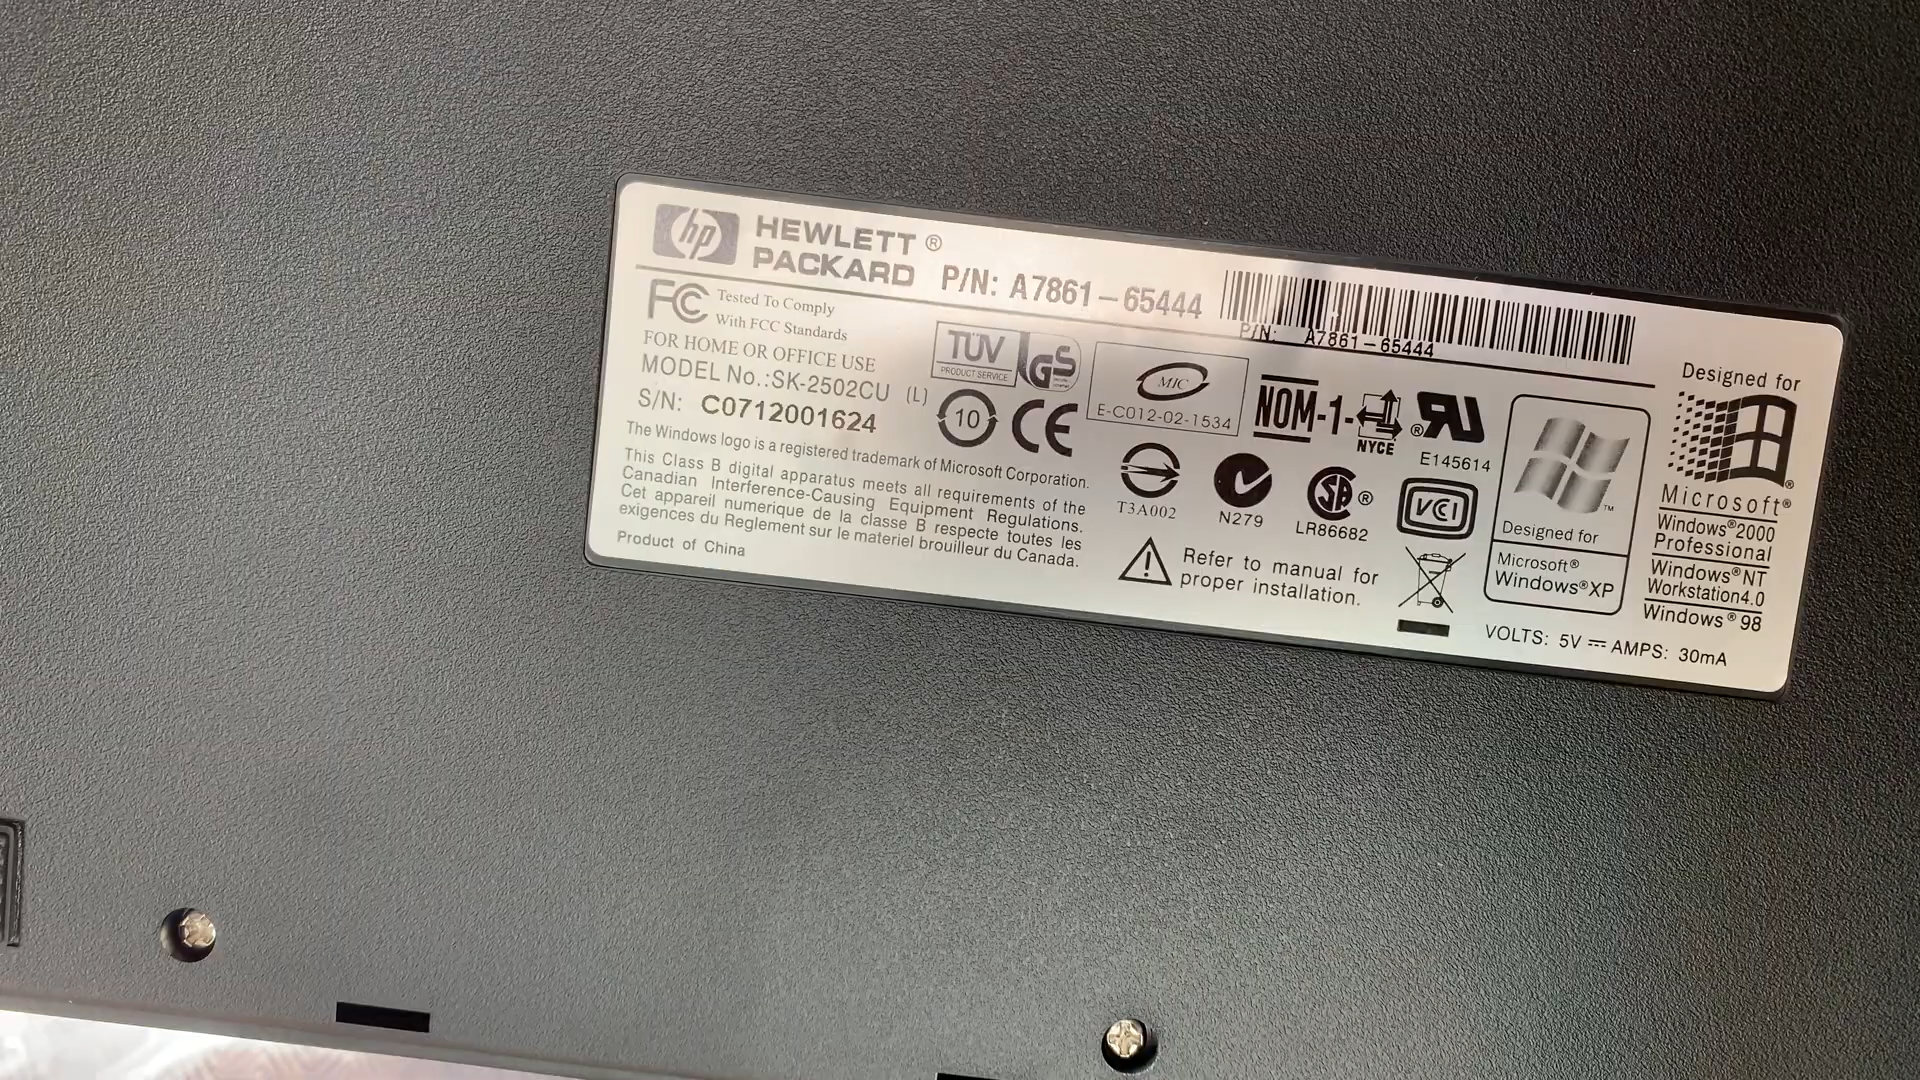 hp HEWLETT®
PACKARD
P/N: A7861-65444
P/N: A7861-65444
FC Tested To Comply
With FCC Standards
FOR HOME OR OFFICE USE
MODEL No.:SK-2502CU (L)
S/N: C0712001624
The Windows logo is a registered trademark of Microsoft Corporation.
This Class B digital apparatus meets all requirements of the
Canadian Interference-Causing Equipment Regulations.
Cet appareil numerique de la classe B respecte toutes les
exigences du Reglement sur le materiel brouilleur du Canada.
Product of China
TÜV
PRODUCT SERVICE
GS
10
CE
MIC
E-C012-02-1534
NOM-1-
NYCE
®
E145614
T3A002
N279
SA ®
LR86682
VCI
Refer to manual for
proper installation.
Designed for
Microsoft®
Windows®XP
TM
Designed for
®
Microsoft®
Windows®2000
Professional
Windows®NT
Workstation4.0
Windows®98
VOLTS: 5V AMPS: 30mA